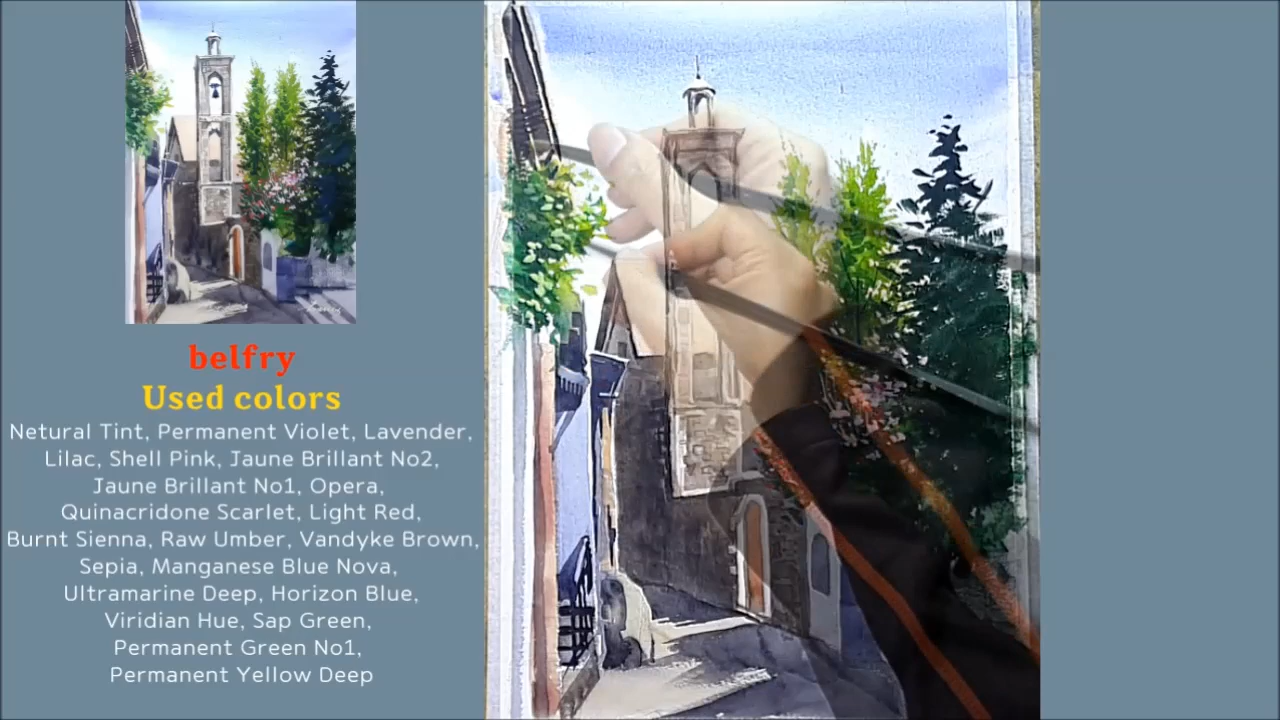 belfry
Used colors
Netural Tint, Permanent Violet, Lavender,
Lilac, Shell Pink, Jaune Brillant No2,
Jaune Brillant No1, Opera,
Quinacridone Scarlet, Light Red,
Burnt Sienna, Raw Umber, Vandyke Brown,
Sepia, Manganese Blue Nova,
Ultramarine Deep, Horizon Blue,
Viridian Hue, Sap Green,
Permanent Green No1,
Permanent Yellow Deep